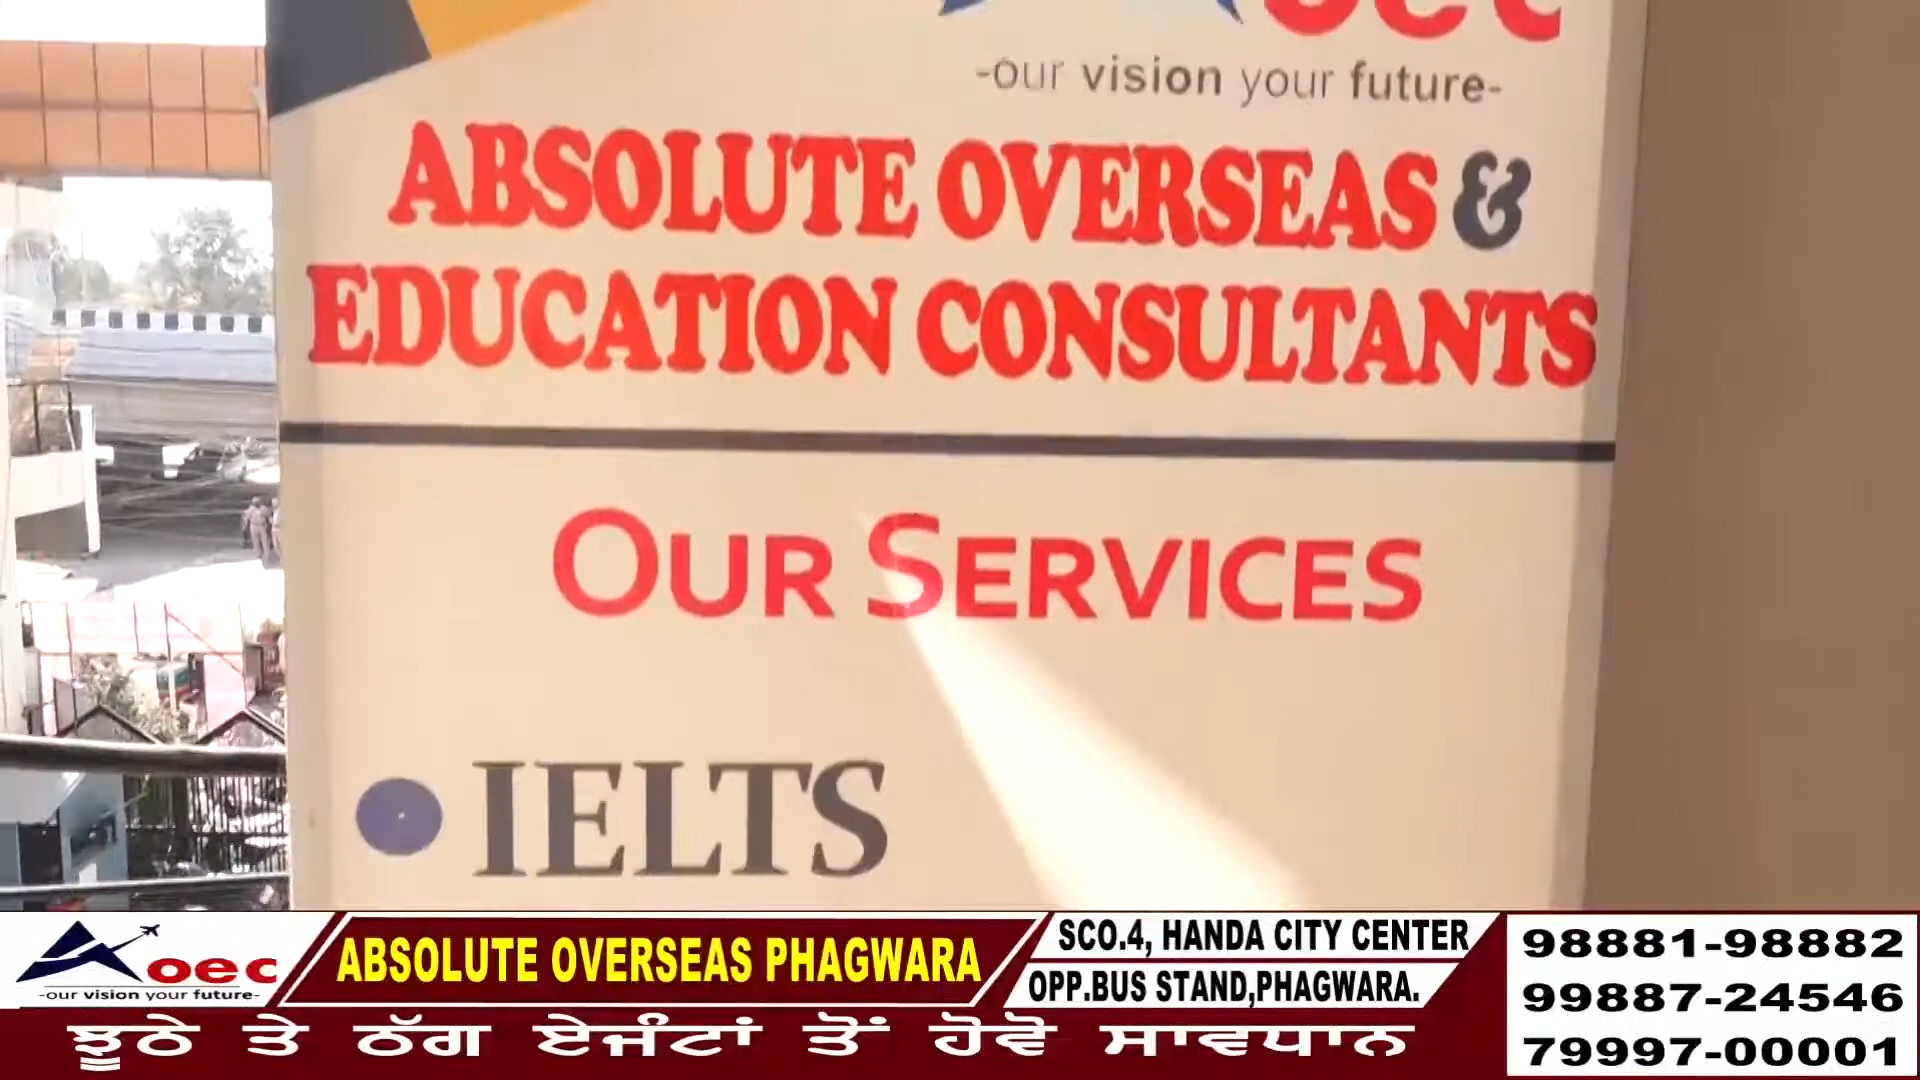 -our vision your future-
ABSOLUTE OVERSEAS &
EDUCATION CONSULTANTS
OUR SERVICES
• IELTS
oec
-our vision your future-
ABSOLUTE OVERSEAS PHAGWARA
SCO.4, HANDA CITY CENTER
OPP.BUS STAND,PHAGWARA.
98881-98882
99887-24546
79997-00001
ਝੂਠੇ ਤੇ ਠੱਗ ਏਜੰਟਾਂ ਤੋਂ ਹੋਵੋ ਸਾਵਧਾਨ